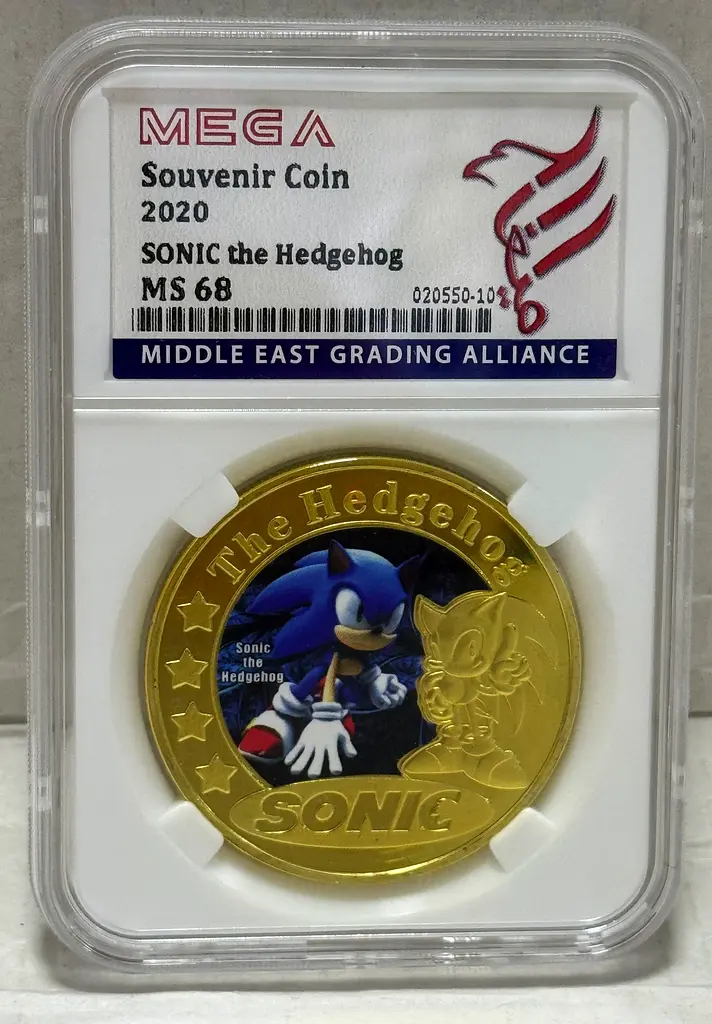 MEGA
Souvenir Coin
2020
SONIC the Hedgehog
MS 68
020550-10
MIDDLE EAST GRADING ALLIANCE
The Hedgehog
Sonic
the
Hedgehog
SONIC